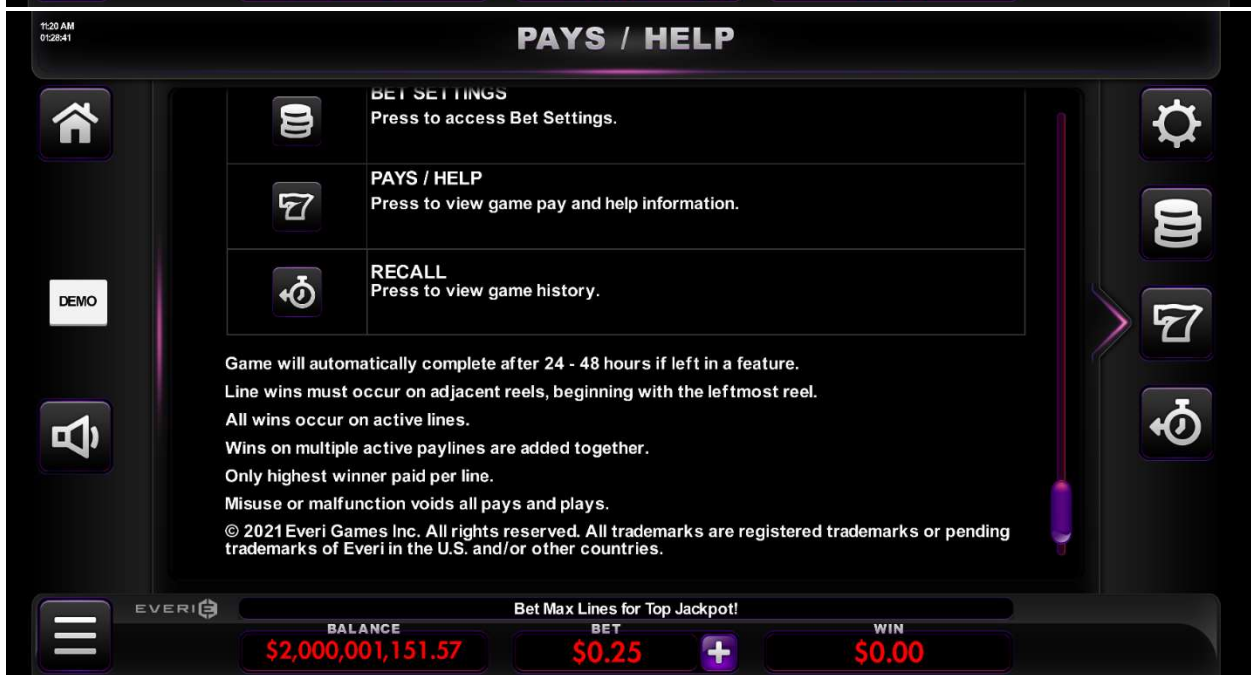 11:20 AM
01:28:41
PAYS / HELP
BET SETTINGS
Press to access Bet Settings.
PAYS / HELP
Press to view game pay and help information.
RECALL
Press to view game history.
DEMO
Game will automatically complete after 24 - 48 hours if left in a feature.
Line wins must occur on adjacent reels, beginning with the leftmost reel.
All wins occur on active lines.
Wins on multiple active paylines are added together.
Only highest winner paid per line.
Misuse or malfunction voids all pays and plays.
© 2021 Everi Games Inc. All rights reserved. All trademarks are registered trademarks or pending
trademarks of Everi in the U.S. and/or other countries.
EVERI
Bet Max Lines for Top Jackpot!
BALANCE
$2,000,001,151.57
BET
$0.25
WIN
$0.00